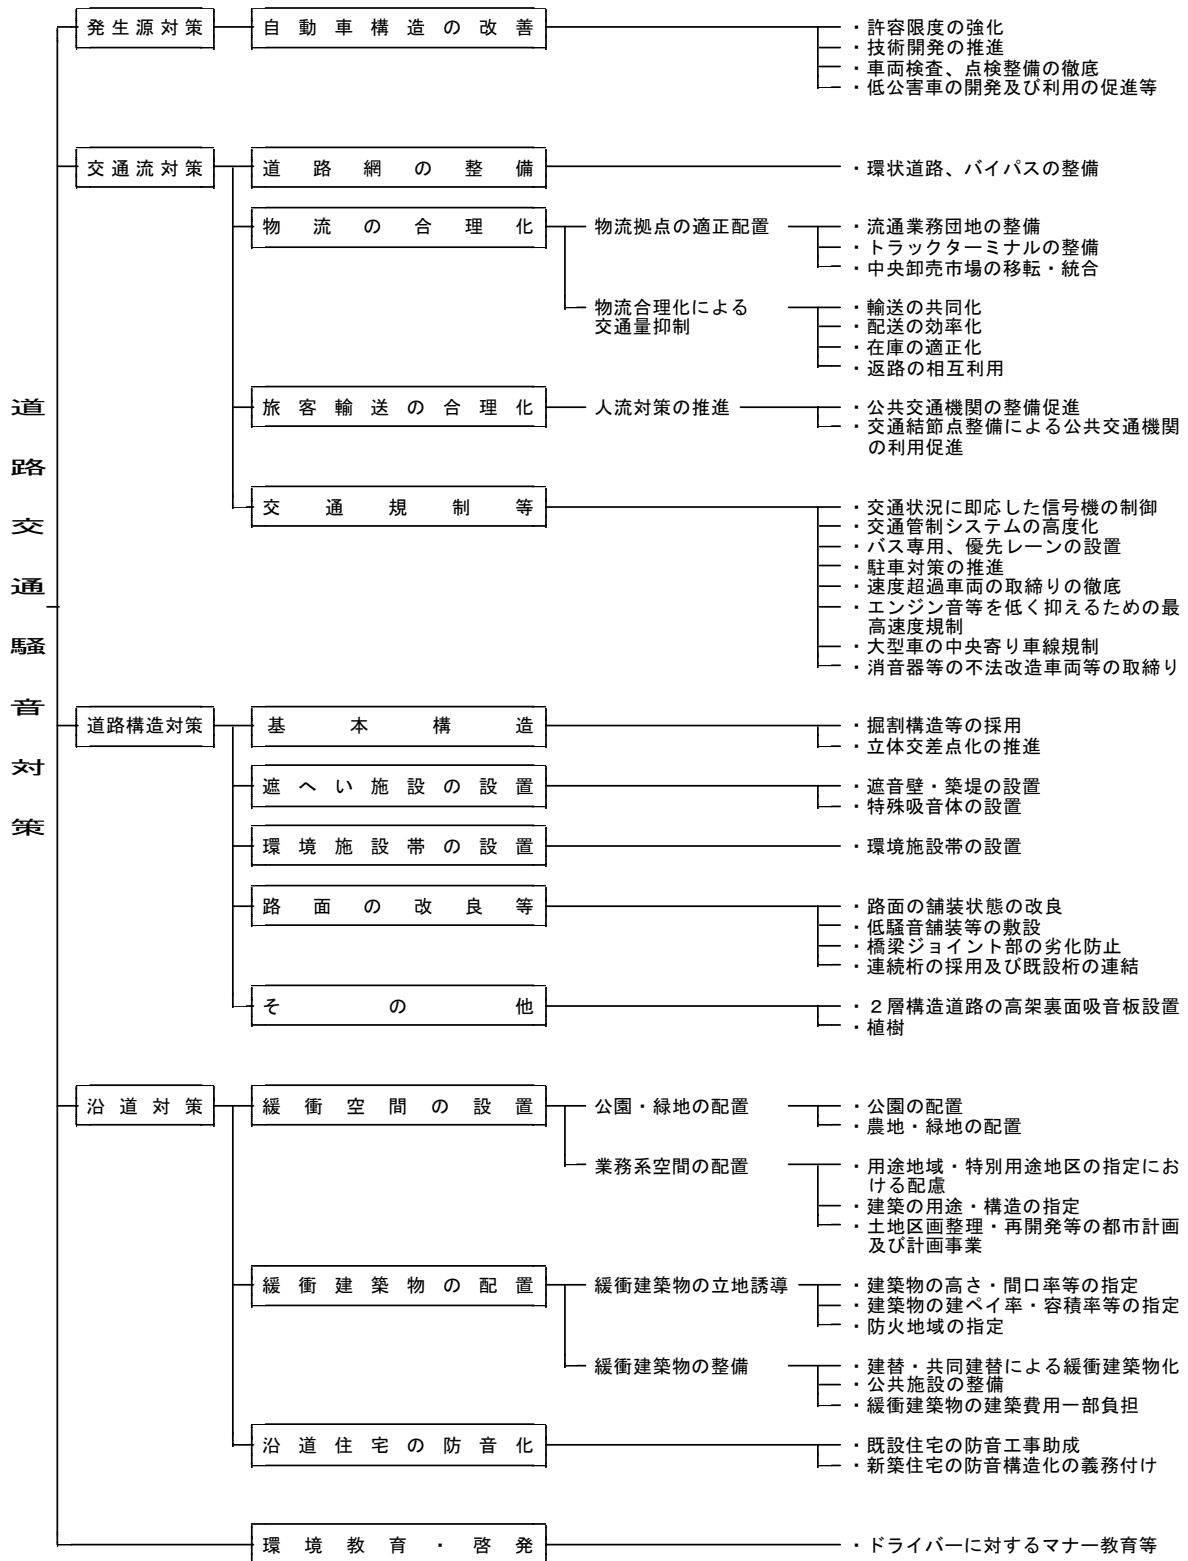 道路交通騒音対策
発生源対策
自動車構造の改善
・許容限度の強化
・技術開発の推進
・車両検査、点検整備の徹底
・低公害車の開発及び利用の促進等
交通流対策
道路網の整備
・環状道路、バイパスの整備
物流の合理化
物流拠点の適正配置
・流通業務団地の整備
・トラックターミナルの整備
・中央卸売市場の移転・統合
物流合理化による
交通量抑制
・輸送の共同化
・配送の効率化
・在庫の適正化
・返路の相互利用
旅客輸送の合理化
人流対策の推進
・公共交通機関の整備促進
・交通結節点整備による公共交通機関
の利用促進
交通規制等
・交通状況に即応した信号機の制御
・交通管制システムの高度化
・バス専用、優先レーンの設置
・駐車対策の推進
・速度超過車両の取締りの徹底
・エンジン音等を低く抑えるための最
高速度規制
・大型車の中央寄り車線規制
・消音器等の不法改造車両等の取締り
道路構造対策
基本構造
・掘割構造等の採用
・立体交差点化の推進
遮へい施設の設置
・遮音壁・築堤の設置
・特殊吸音体の設置
環境施設帯の設置
・環境施設帯の設置
路面の改良等
・路面の舗装状態の改良
・低騒音舗装等の敷設
・橋梁ジョイント部の劣化防止
・連続桁の採用及び既設桁の連結
その他
・２層構造道路の高架裏面吸音板設置
・植樹
沿道対策
緩衝空間の設置
公園・緑地の配置
・公園の配置
・農地・緑地の配置
業務系空間の配置
・用途地域・特別用途地区の指定にお
ける配慮
・建築の用途・構造の指定
・土地区画整理・再開発等の都市計画
及び計画事業
緩衝建築物の配置
緩衝建築物の立地誘導
・建築物の高さ・間口率等の指定
・建築物の建ペイ率・容積率等の指定
・防火地域の指定
緩衝建築物の整備
・建替・共同建替による緩衝建築物化
・公共施設の整備
・緩衝建築物の建築費用一部負担
沿道住宅の防音化
・既設住宅の防音工事助成
・新築住宅の防音構造化の義務付け
環境教育・啓発
・ドライバーに対するマナー教育等